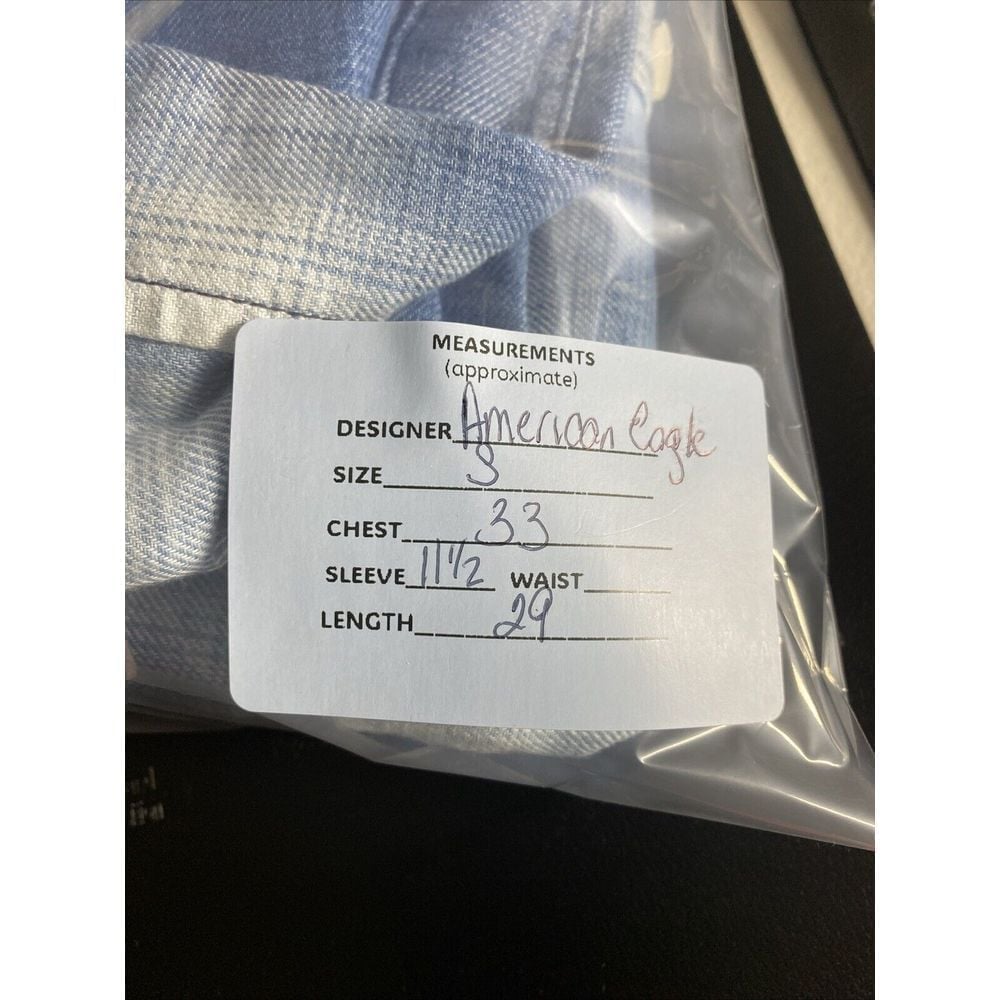 MEASUREMENTS
(approximate)
DESIGNER American Eagle
SIZE S
CHEST 33
SLEEVE 11 1/2 WAIST
LENGTH 29